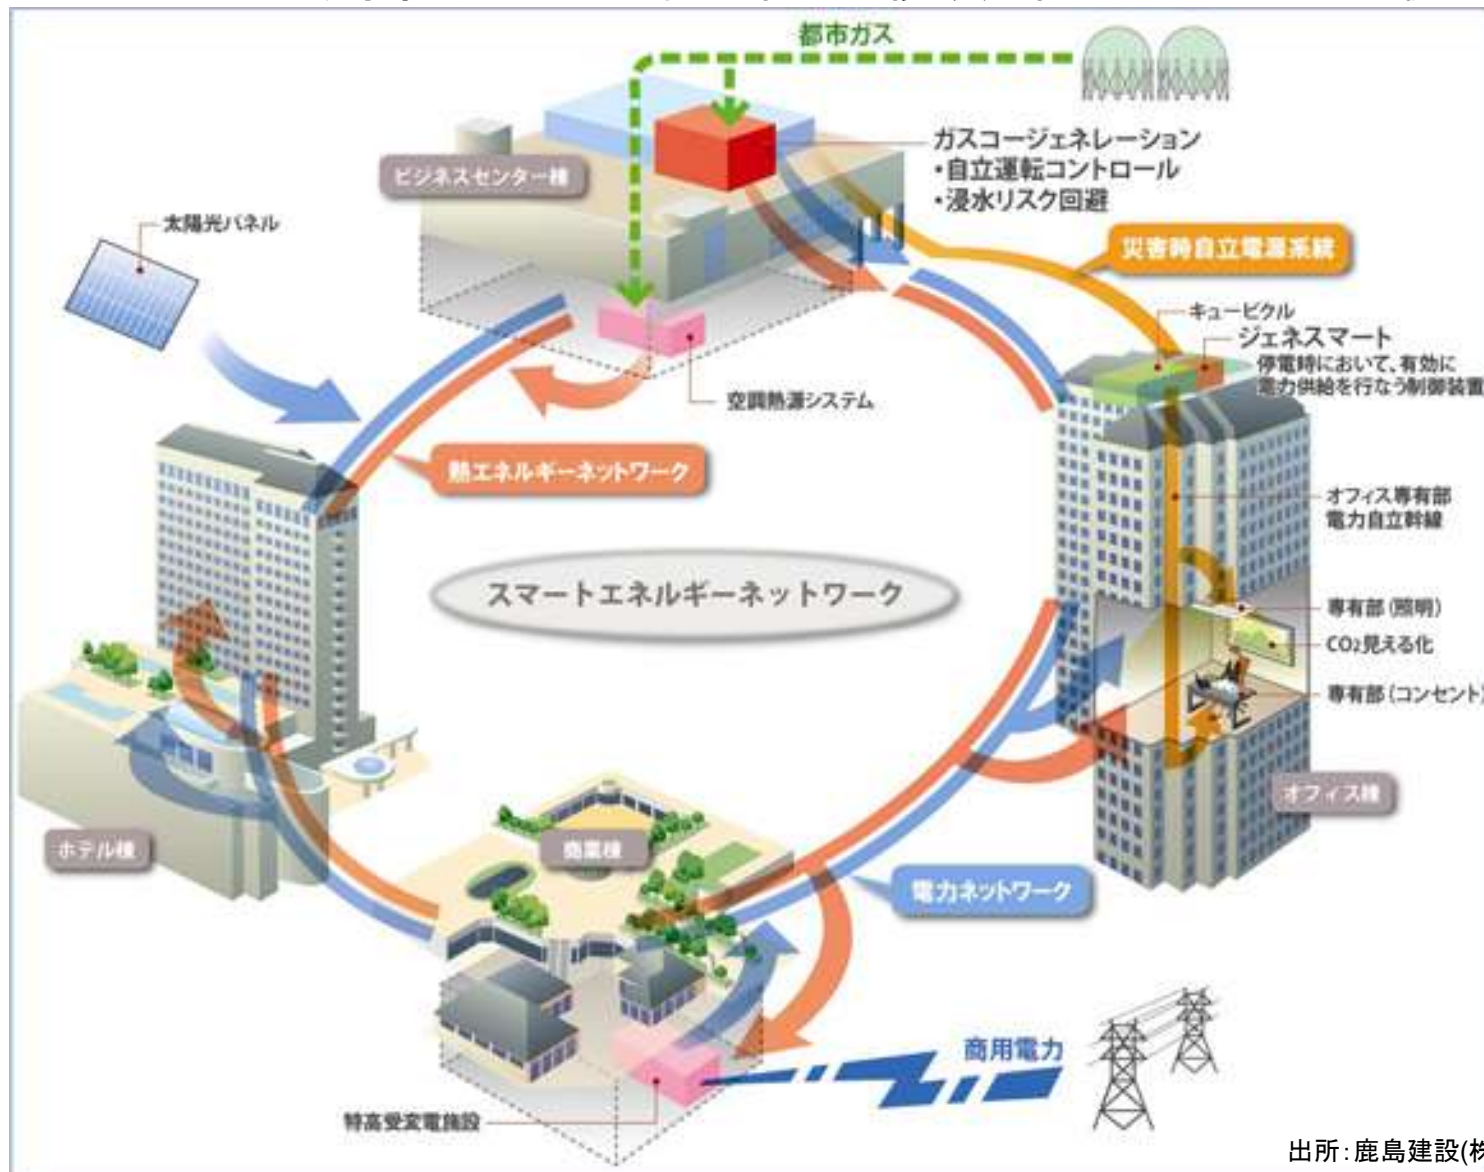 都市ガス
ガスコージェネレーション
・自立運転コントロール
・浸水リスク回避
ビジネスセンター棟
太陽光パネル
災害時自立電源系統
キュービクル
ジェネスマート
停電時において、有効に
電力供給を行なう制御装置
空調熱源システム
熱エネルギーネットワーク
オフィス専有部
電力自立幹線
スマートエネルギーネットワーク
専有部(照明)
CO2見える化
専有部(コンセント)
オフィス棟
ホテル棟
商業棟
電力ネットワーク
商用電力
特高受変電施設
出所:鹿島建設(株